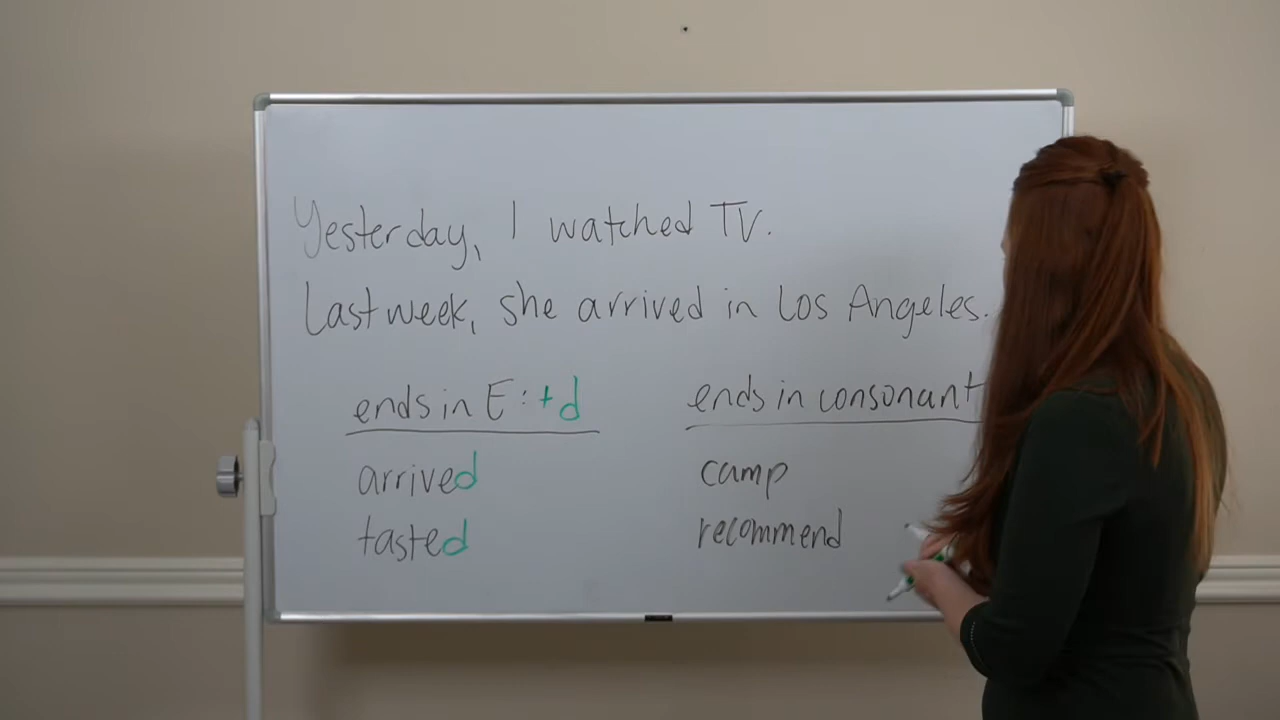 Yesterday, I watched TV.
Last week, she arrived in Los Angeles.
ends in E: +d
arrived
tasted
ends in consonant
camp
recommend